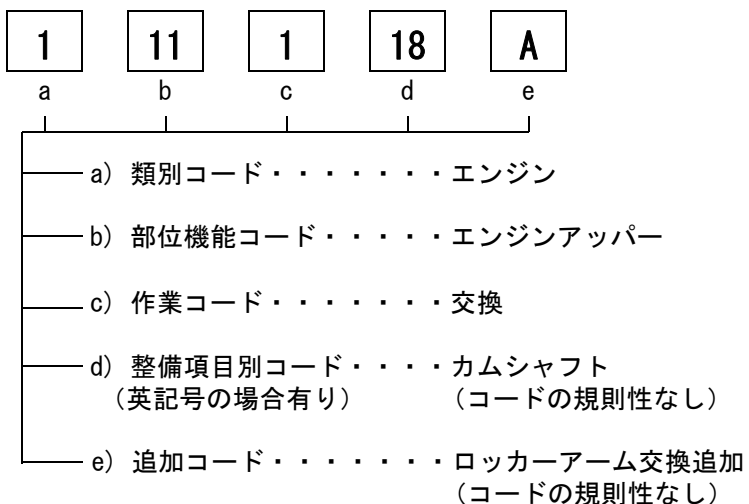 1 11 1 18 A
a b c d e
a) 類別コード・・・・・・・エンジン
b) 部位機能コード・・・・・エンジンアッパー
c) 作業コード・・・・・・・交換
d) 整備項目別コード・・・・カムシャフト
（英記号の場合有り） （コードの規則性なし）
e) 追加コード・・・・・・・ロッカーアーム交換追加
（コードの規則性なし）